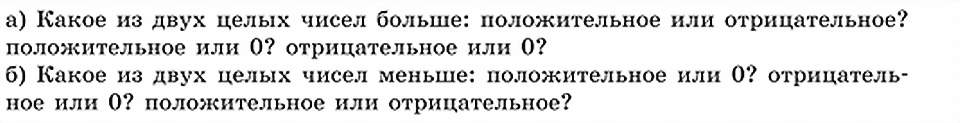 а) Какое из двух целых чисел больше: положительное или отрицательное?
положительное или 0? отрицательное или 0?
б) Какое из двух целых чисел меньше: положительное или 0? отрицатель-
ное или 0? положительное или отрицательное?